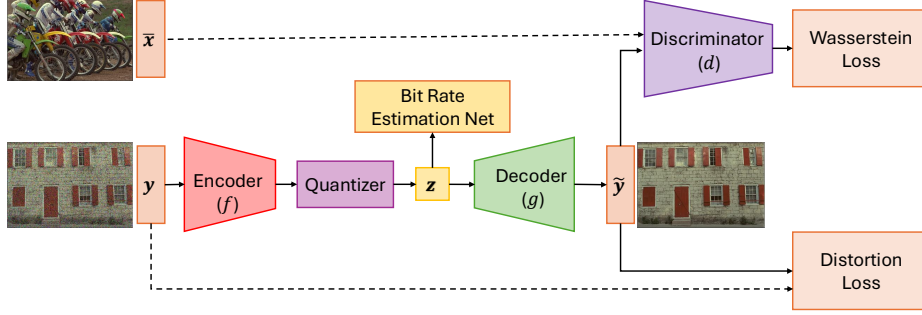 x̄
Discriminator
(d)
Wasserstein
Loss
Bit Rate
Estimation Net
y
Encoder
(f)
Quantizer
z
Decoder
(g)
ỹ
Distortion
Loss